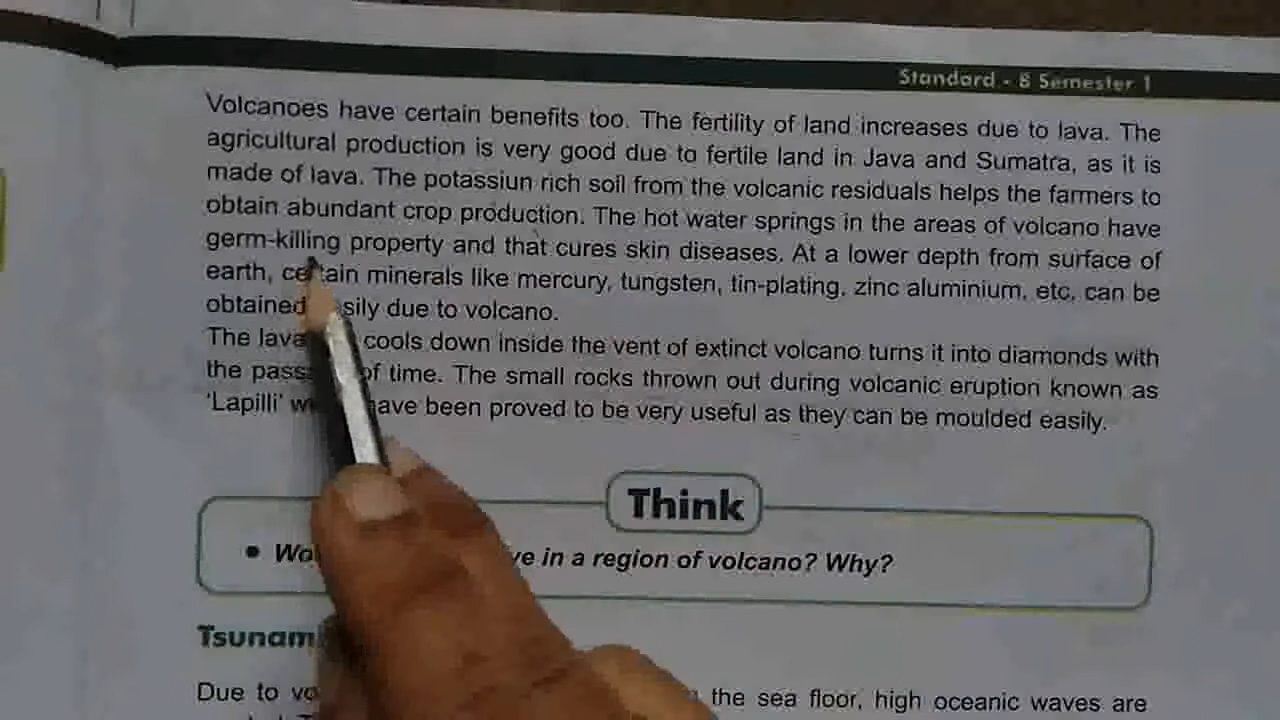 Standard - 8 Semester 1
Volcanoes have certain benefits too. The fertility of land increases due to lava. The
agricultural production is very good due to fertile land in Java and Sumatra, as it is
made of lava. The potassiun rich soil from the volcanic residuals helps the farmers to
obtain abundant crop production. The hot water springs in the areas of volcano have
germ-killing property and that cures skin diseases. At a lower depth from surface of
earth, certain minerals like mercury, tungsten, tin-plating, zinc aluminium, etc, can be
obtained due to volcano.
The lava cools down inside the vent of extinct volcano turns it into diamonds with
the of time. The small rocks thrown out during volcanic eruption known as
'Lapilli' have been proved to be very useful as they can be moulded easily.
Think
• in a region of volcano? Why?
Tsunami
Due to the sea floor, high oceanic waves are